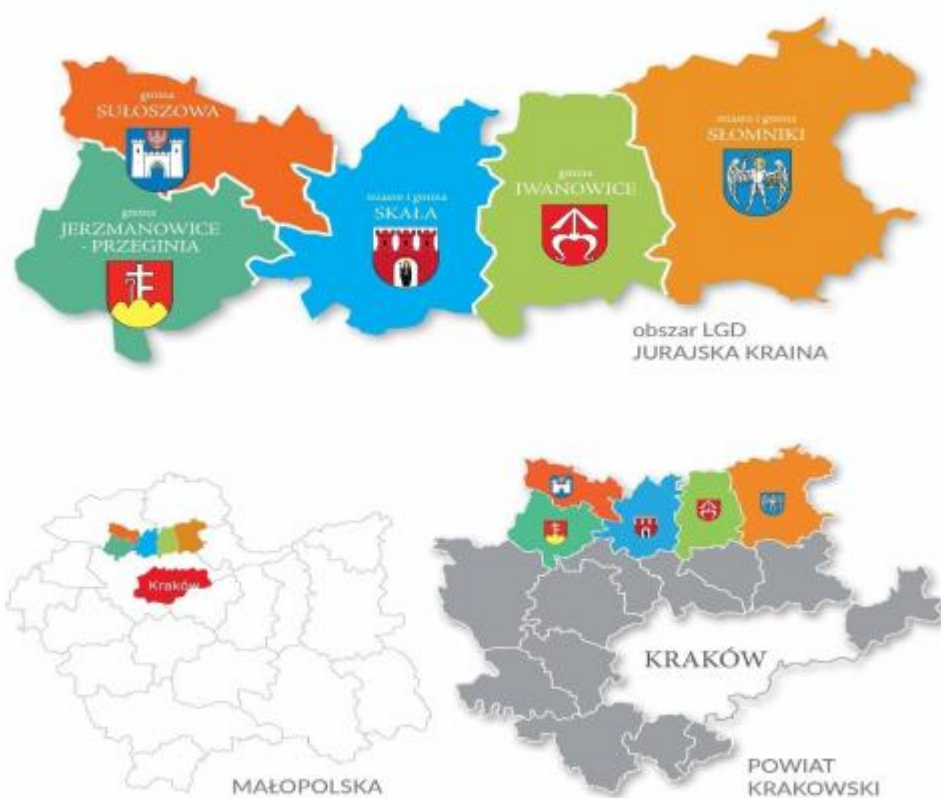 gmina
SUŁOSZOWA
gmina
JERZMANOWICE
- PRZEGINIA
miasto i gmina
SKAŁA
gmina
IWANOWICE
miasto i gmina
SŁOMNIKI
obszar LGD
JURAJSKA KRAINA
Kraków
MAŁOPOLSKA
KRAKÓW
POWIAT
KRAKOWSKI